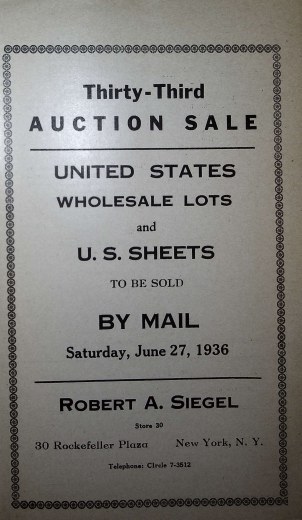 Thirty-Third
AUCTION SALE
UNITED STATES
WHOLESALE LOTS
and
U. S. SHEETS
TO BE SOLD
BY MAIL
Saturday, June 27, 1936
ROBERT A. SIEGEL
Store 20
30 Rockefeller Plaza New York, N. Y.
Telephone: CIrcle 7-3812